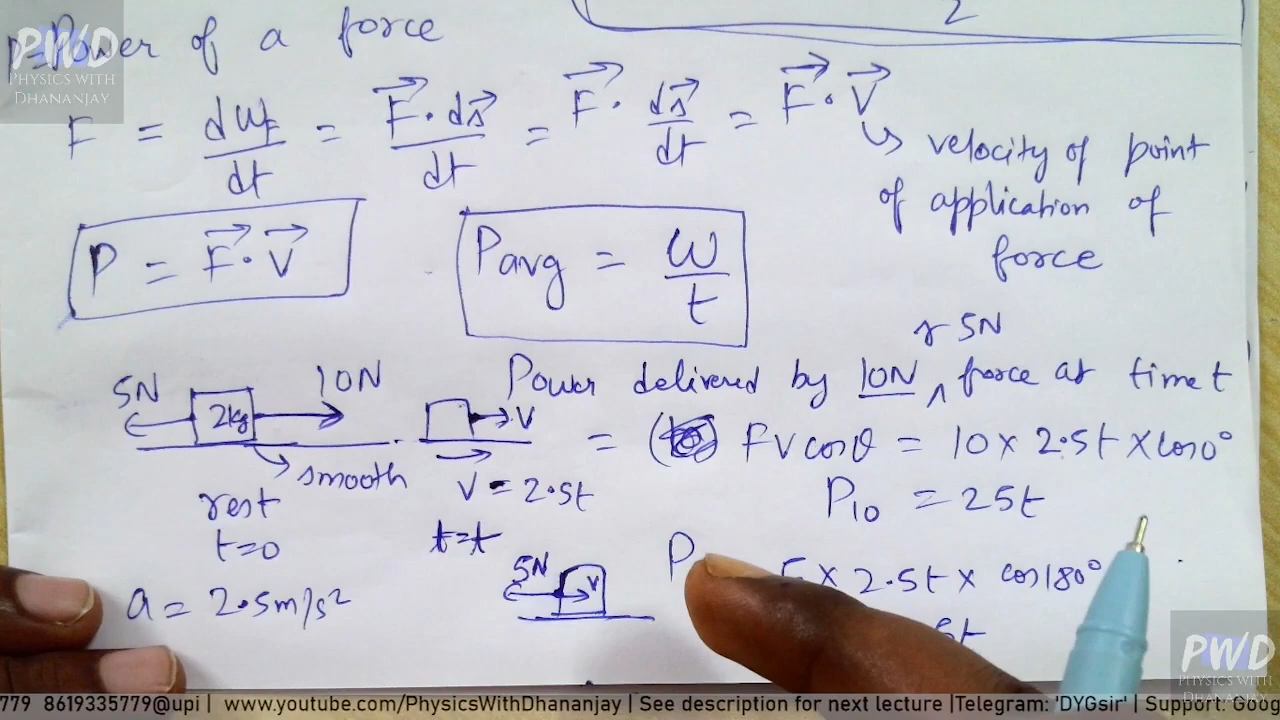 2
P=Power of a force
PWD
PHYSICS WITH
DHANANJAY
F = dW_F/dt = F⃗·ds⃗/dt = F⃗·ds⃗/dt = F⃗·V⃗
velocity of point
of application of
force
P = F⃗·V⃗
Pavg = W/t
& 5N
Power delivered by 10N ∧ force at time t
5N 2kg 10N
V
smooth
= FVcosθ = 10 × 2.5t × cos0°
rest
t=0
V⃗ = 2.5t
t=t
P₁₀ = 25t
a = 2.5m/s²
5N V
P
5 × 2.5t × cos180°
5t
PWD
PHYSICS WITH
DHANANJAY
779 8619335779@upi | www.youtube.com/PhysicsWithDhananjay | See description for next lecture |Telegram: 'DYGsir' | Support: Goog